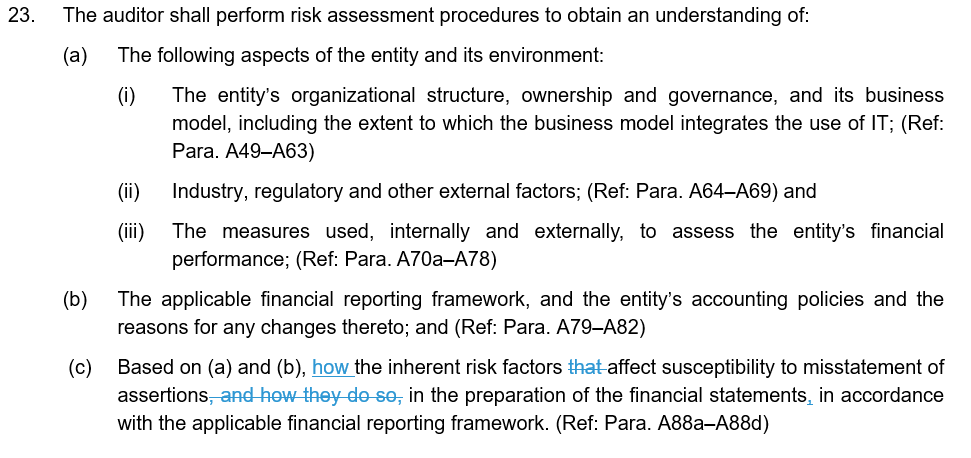 23. The auditor shall perform risk assessment procedures to obtain an understanding of:
(a) The following aspects of the entity and its environment:
(i) The entity's organizational structure, ownership and governance, and its business
model, including the extent to which the business model integrates the use of IT; (Ref:
Para. A49–A63)
(ii) Industry, regulatory and other external factors; (Ref: Para. A64–A69) and
(iii) The measures used, internally and externally, to assess the entity's financial
performance; (Ref: Para. A70a–A78)
(b) The applicable financial reporting framework, and the entity's accounting policies and the
reasons for any changes thereto; and (Ref: Para. A79–A82)
(c) Based on (a) and (b), how the inherent risk factors that affect susceptibility to misstatement of
assertions, and how they do so, in the preparation of the financial statements, in accordance
with the applicable financial reporting framework. (Ref: Para. A88a–A88d)